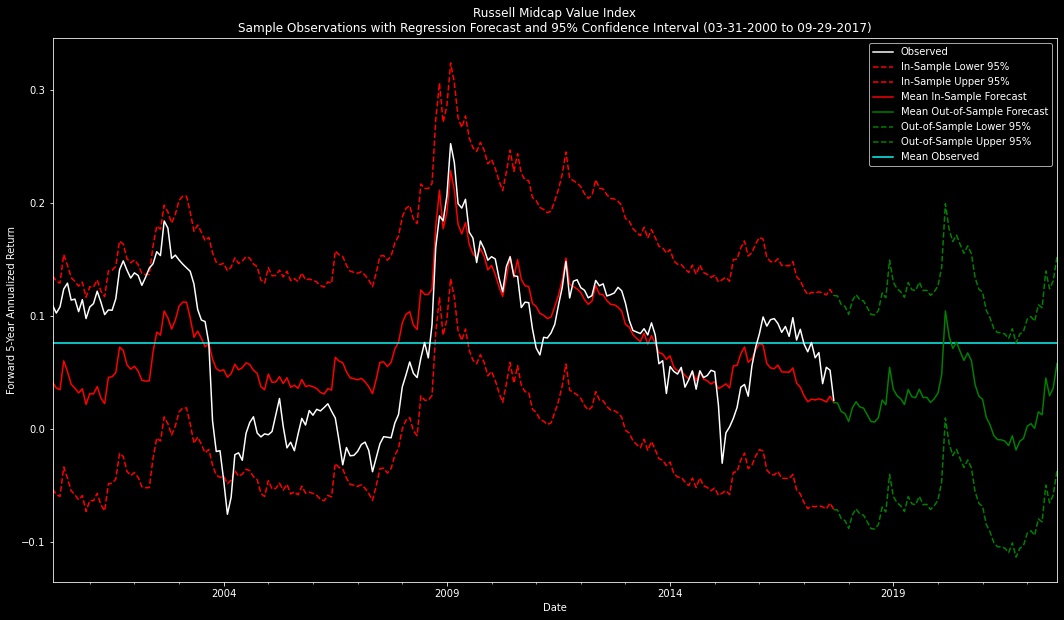 Russell Midcap Value Index
Sample Observations with Regression Forecast and 95% Confidence Interval (03-31-2000 to 09-29-2017)
Observed
In-Sample Lower 95%
In-Sample Upper 95%
Mean In-Sample Forecast
Mean Out-of-Sample Forecast
Out-of-Sample Lower 95%
Out-of-Sample Upper 95%
Mean Observed
Forward 5-Year Annualized Return
0.3
0.2
0.1
0.0
−0.1
2004
2009
2014
2019
Date